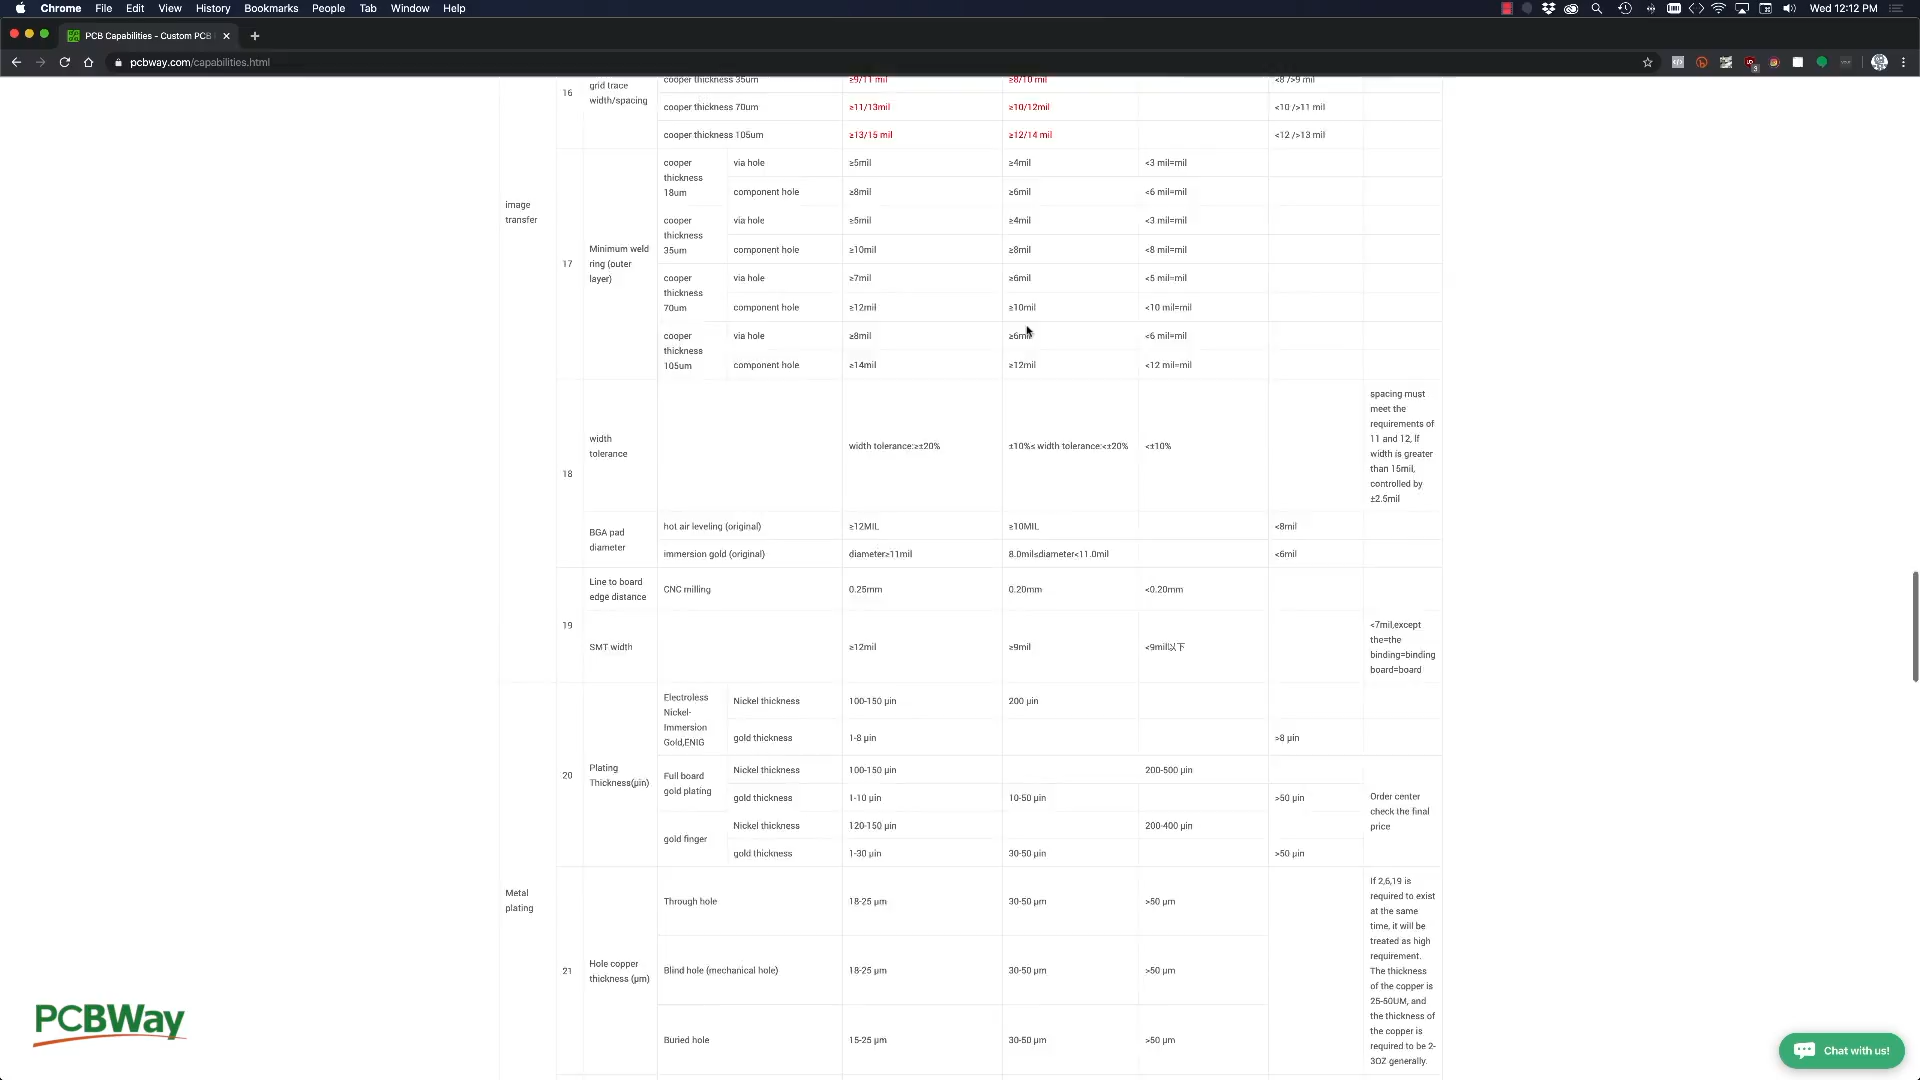 Chrome File Edit View History Bookmarks People Tab Window Help Wed 12:12 PM
PCB Capabilities - Custom PCB
pcbway.com/capabilities.html
cooper thickness 35um ≥9/11 mil ≥8/10 mil <8 />9 mil
16 grid trace
width/spacing
cooper thickness 70um ≥11/13mil ≥10/12mil <10 />11 mil
cooper thickness 105um ≥13/15 mil ≥12/14 mil <12 />13 mil
image
transfer
17 Minimum weld
ring (outer
layer)
cooper
thickness
18um
via hole ≥5mil ≥4mil <3 mil=mil
component hole ≥8mil ≥6mil <6 mil=mil
cooper
thickness
35um
via hole ≥5mil ≥4mil <3 mil=mil
component hole ≥10mil ≥8mil <8 mil=mil
cooper
thickness
70um
via hole ≥7mil ≥6mil <5 mil=mil
component hole ≥12mil ≥10mil <10 mil=mil
cooper
thickness
105um
via hole ≥8mil ≥6mil <6 mil=mil
component hole ≥14mil ≥12mil <12 mil=mil
18 width
tolerance
width tolerance:≥±20% ±10%≤ width tolerance:<±20% <±10%
spacing must
meet the
requirements of
11 and 12, If
width is greater
than 15mil,
controlled by
±2.5mil
BGA pad
diameter
hot air leveling (original) ≥12MIL ≥10MIL <8mil
immersion gold (original) diameter≥11mil 8.0mil≤diameter<11.0mil <6mil
19 Line to board
edge distance
CNC milling 0.25mm 0.20mm <0.20mm
SMT width ≥12mil ≥9mil <9mil以下
<7mil,except
the=the
binding=binding
board=board
Metal
plating
20 Plating
Thickness(μin)
Electroless
Nickel-
Immersion
Gold,ENIG
Nickel thickness 100-150 μin 200 μin
gold thickness 1-8 μin >8 μin
Full board
gold plating
Nickel thickness 100-150 μin 200-500 μin
gold thickness 1-10 μin 10-50 μin >50 μin
gold finger
Nickel thickness 120-150 μin 200-400 μin
gold thickness 1-30 μin 30-50 μin >50 μin
Order center
check the final
price
21 Hole copper
thickness (μm)
Through hole 18-25 μm 30-50 μm >50 μm
Blind hole (mechanical hole) 18-25 μm 30-50 μm >50 μm
Buried hole 15-25 μm 30-50 μm >50 μm
If 2,6,19 is
required to exist
at the same
time, it will be
treated as high
requirement.
The thickness
of the copper is
25-50UM, and
the thickness of
the copper is
required to be 2-
3OZ generally.
PCBWay
Chat with us!